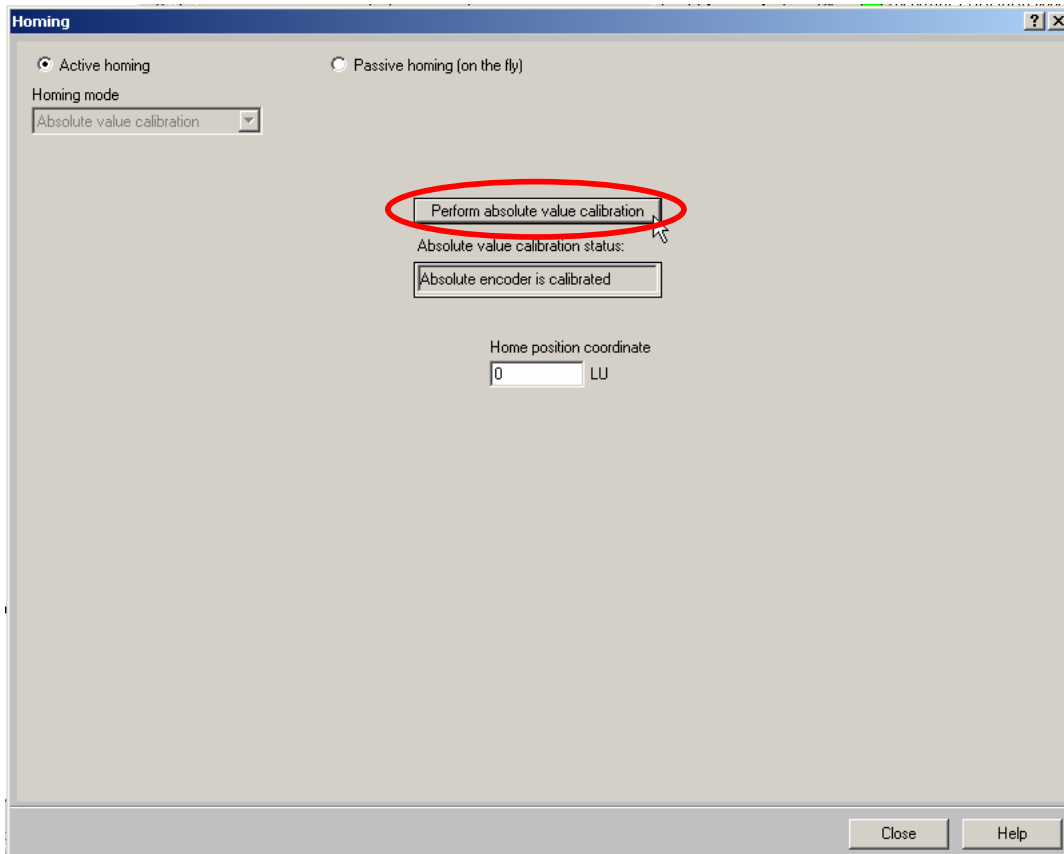 Homing
Active homing
Passive homing (on the fly)
Homing mode
Absolute value calibration
Perform absolute value calibration
Absolute value calibration status:
Absolute encoder is calibrated
Home position coordinate
0 LU
Close
Help